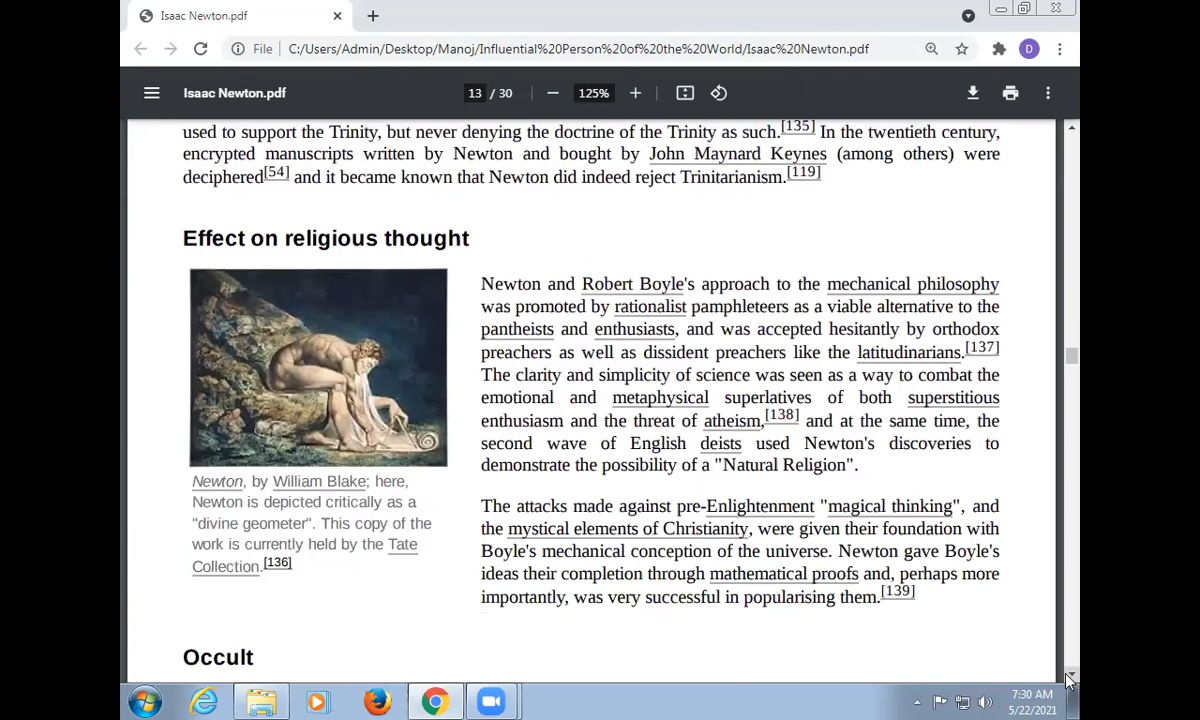 Isaac Newton.pdf
File
C:/Users/Admin/Desktop/Manoj/Influential%20Person%20of%20the%20World/Isaac%20Newton.pdf
D
Isaac Newton.pdf
13 / 30
125%
used to support the Trinity, but never denying the doctrine of the Trinity as such.[135] In the twentieth century,
encrypted manuscripts written by Newton and bought by John Maynard Keynes (among others) were
deciphered[54] and it became known that Newton did indeed reject Trinitarianism.[119]
Effect on religious thought
Newton, by William Blake; here,
Newton is depicted critically as a
"divine geometer". This copy of the
work is currently held by the Tate
Collection.[136]
Newton and Robert Boyle's approach to the mechanical philosophy
was promoted by rationalist pamphleteers as a viable alternative to the
pantheists and enthusiasts, and was accepted hesitantly by orthodox
preachers as well as dissident preachers like the latitudinarians.[137]
The clarity and simplicity of science was seen as a way to combat the
emotional and metaphysical superlatives of both superstitious
enthusiasm and the threat of atheism,[138] and at the same time, the
second wave of English deists used Newton's discoveries to
demonstrate the possibility of a "Natural Religion".
The attacks made against pre-Enlightenment "magical thinking", and
the mystical elements of Christianity, were given their foundation with
Boyle's mechanical conception of the universe. Newton gave Boyle's
ideas their completion through mathematical proofs and, perhaps more
importantly, was very successful in popularising them.[139]
Occult
7:30 AM
5/22/2021